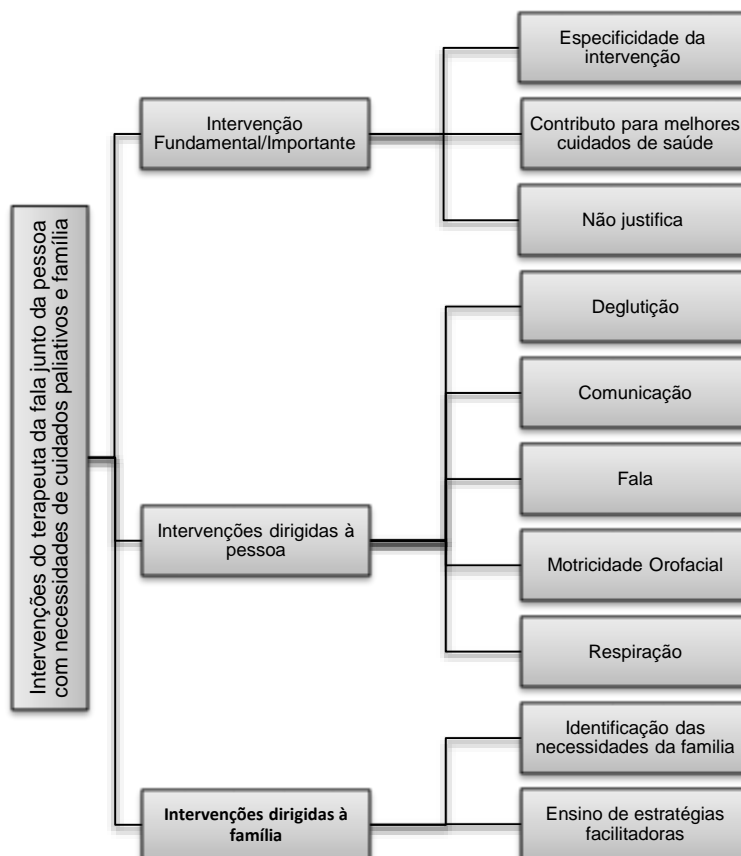 Intervenções do terapeuta da fala junto da pessoa
com necessidades de cuidados paliativos e família
Intervenção
Fundamental/Importante
Especificidade da
intervenção
Contributo para melhores
cuidados de saúde
Não justifica
Intervenções dirigidas à
pessoa
Deglutição
Comunicação
Fala
Motricidade Orofacial
Respiração
Intervenções dirigidas à
família
Identificação das
necessidades da familia
Ensino de estratégias
facilitadoras